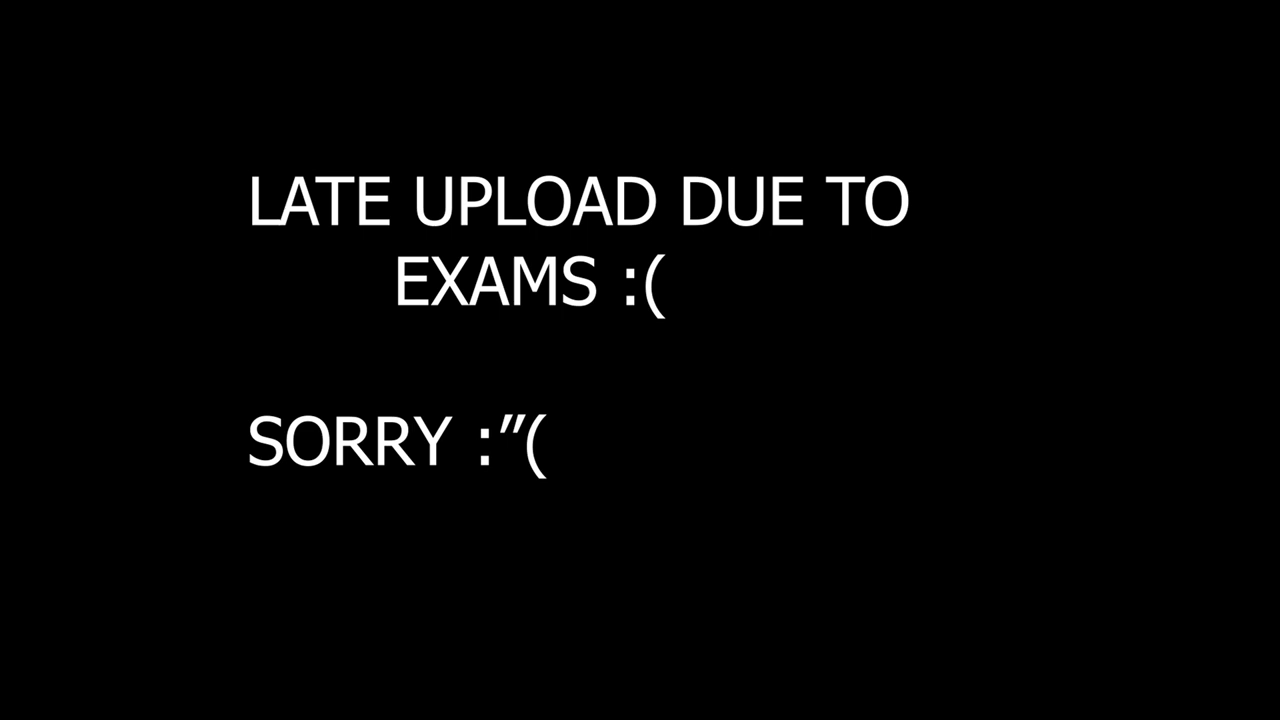 LATE UPLOAD DUE TO
EXAMS :(
SORRY :”(